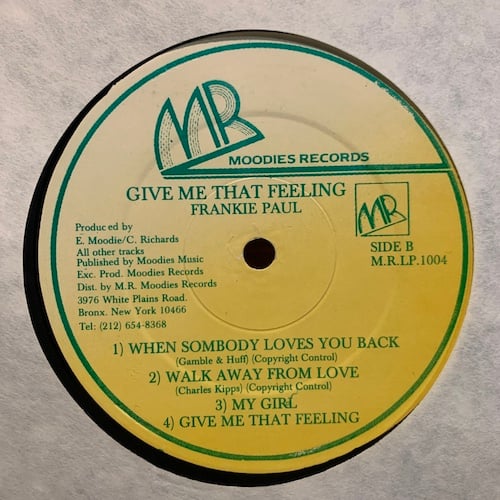 MR
MOODIES RECORDS
GIVE ME THAT FEELING
FRANKIE PAUL
Produced by
E. Moodie/C. Richards
All other tracks
Published by Moodies Music
Exc. Prod. Moodies Records
Dist. by M.R. Moodies Records
3976 White Plains Road.
Bronx. New York 10466
Tel: (212) 654-8368
MR
SIDE B
M.R.LP.1004
1) WHEN SOMBODY LOVES YOU BACK
(Gamble & Huff) (Copyright Control)
2) WALK AWAY FROM LOVE
(Charles Kipps) (Copyright Control)
3) MY GIRL
4) GIVE ME THAT FEELING